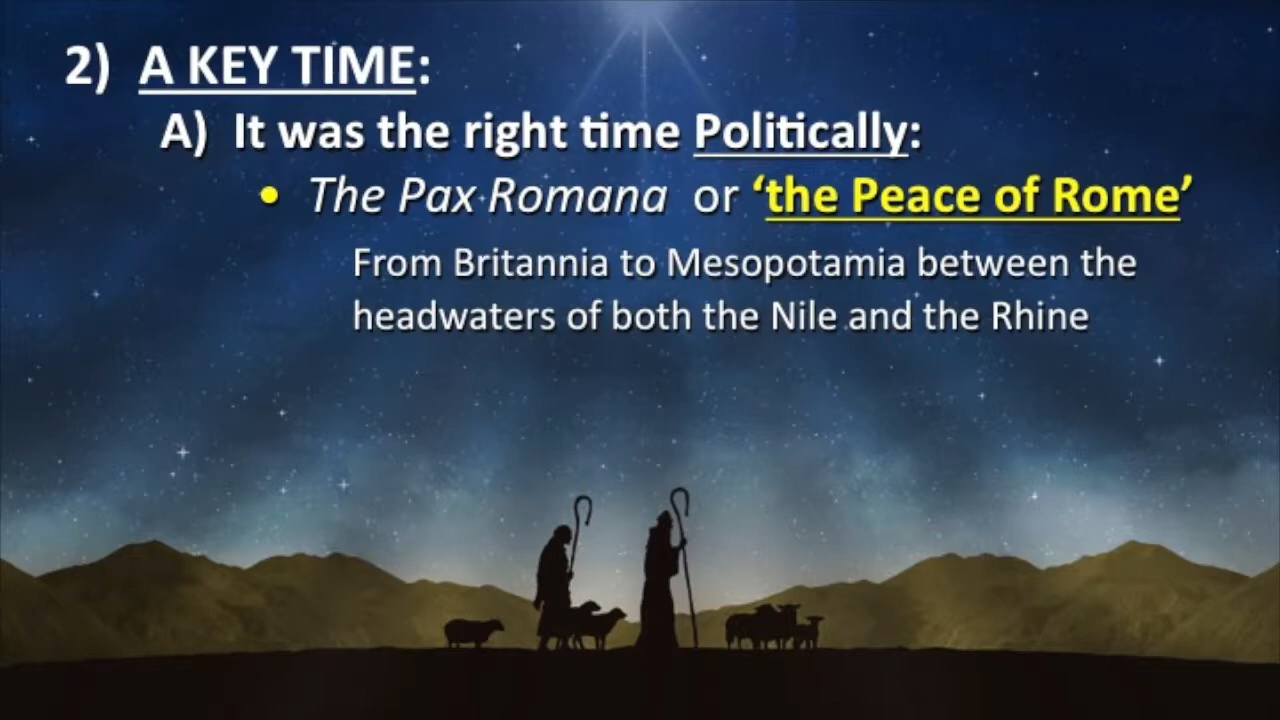 2) A KEY TIME:
A) It was the right time Politically:
• The Pax Romana or ‘the Peace of Rome’
From Britannia to Mesopotamia between the
headwaters of both the Nile and the Rhine